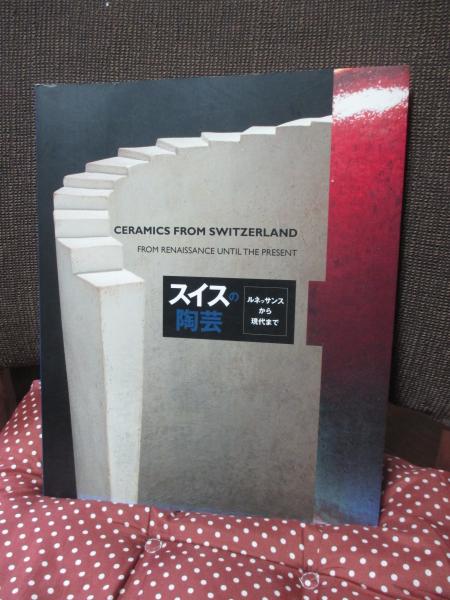 CERAMICS FROM SWITZERLAND
FROM RENAISSANCE UNTIL THE PRESENT
スイスの
陶芸
ルネッサンス
から
現代まで